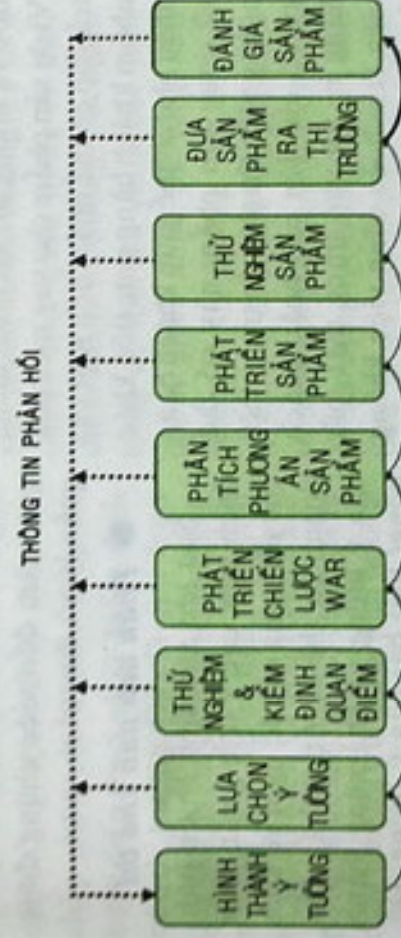 THÔNG TIN PHẢN HỒI
HÌNH
THÀNH
Ý
TƯỞNG
LỰA
CHỌN
Ý
TƯỞNG
THỬ
NGHIỆM
&
KIỂM
ĐỊNH
QUAN
ĐIỂM
PHÁT
TRIỂN
CHIẾN
LƯỢC
WAR
PHÂN
TÍCH
PHƯƠNG
ÁN
SẢN
PHẨM
PHÁT
TRIỂN
SẢN
PHẨM
THỬ
NGHIỆM
SẢN
PHẨM
ĐƯA
SẢN
PHẨM
RA
THỊ
TRƯỜNG
ĐÁNH
GIÁ
SẢN
PHẨM